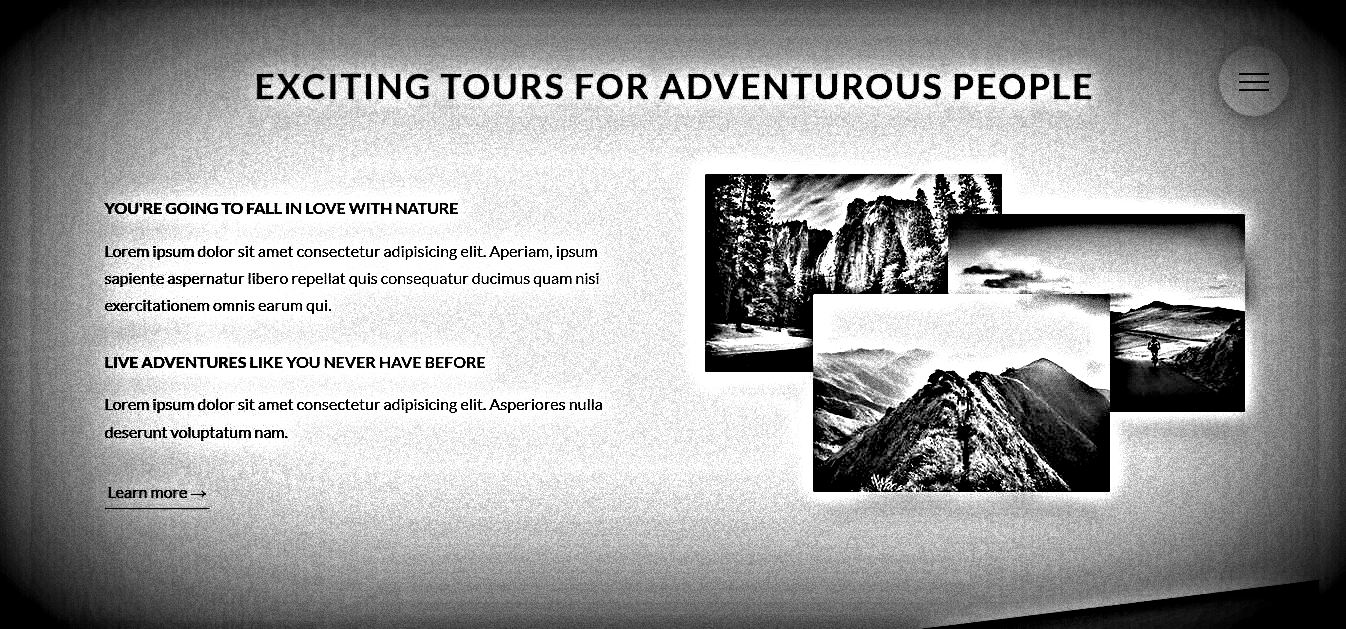 EXCITING TOURS FOR ADVENTUROUS PEOPLE
YOU'RE GOING TO FALL IN LOVE WITH NATURE
Lorem ipsum dolor sit amet consectetur adipisicing elit. Aperiam, ipsum
sapiente aspernatur libero repellat quis consequatur ducimus quam nisi
exercitationem omnis earum qui.
LIVE ADVENTURES LIKE YOU NEVER HAVE BEFORE
Lorem ipsum dolor sit amet consectetur adipisicing elit. Asperiores nulla
deserunt voluptatum nam.
Learn more →